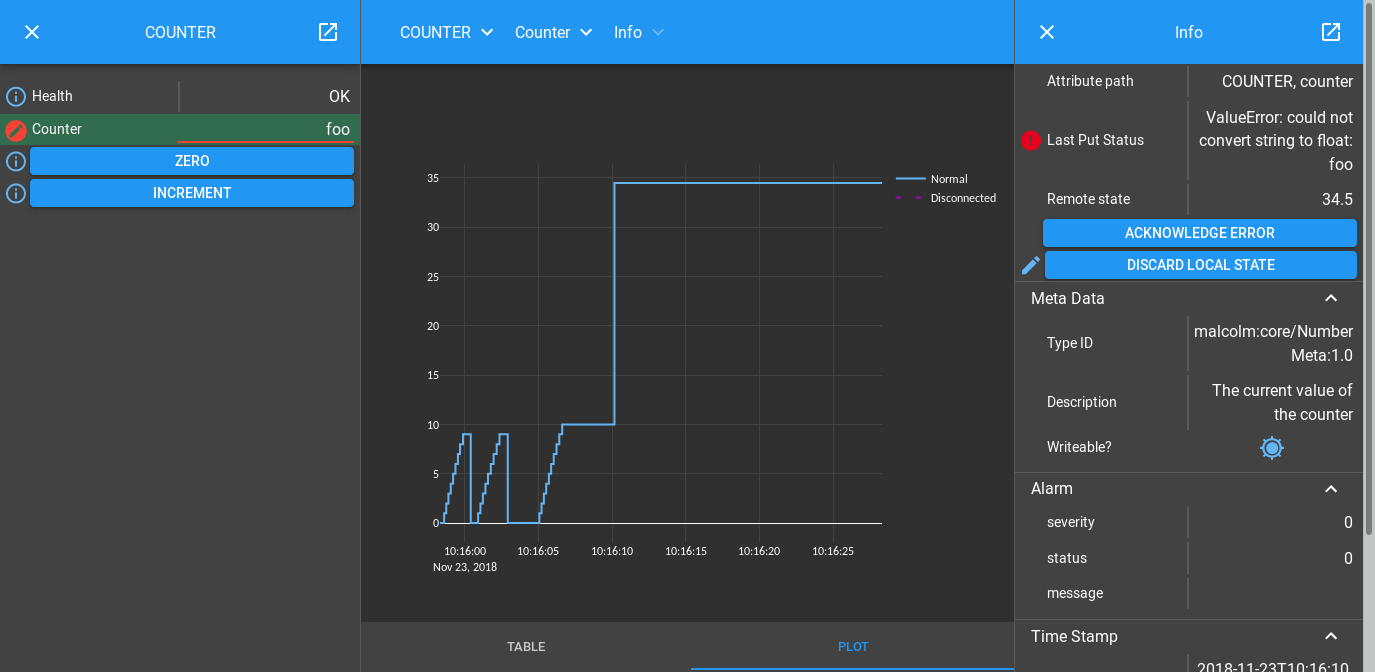 COUNTER
Health
OK
Counter
foo
ZERO
INCREMENT
COUNTER
Counter
Info
35
30
25
20
15
10
5
0
10:16:00
10:16:05
10:16:10
10:16:15
10:16:20
10:16:25
Nov 23, 2018
Normal
Disconnected
TABLE
PLOT
Info
Attribute path
COUNTER, counter
Last Put Status
ValueError: could not
convert string to float:
foo
Remote state
34.5
ACKNOWLEDGE ERROR
DISCARD LOCAL STATE
Meta Data
Type ID
malcolm:core/Number
Meta:1.0
Description
The current value of
the counter
Writeable?
Alarm
severity
0
status
0
message
Time Stamp
2018-11-23T10:16:10